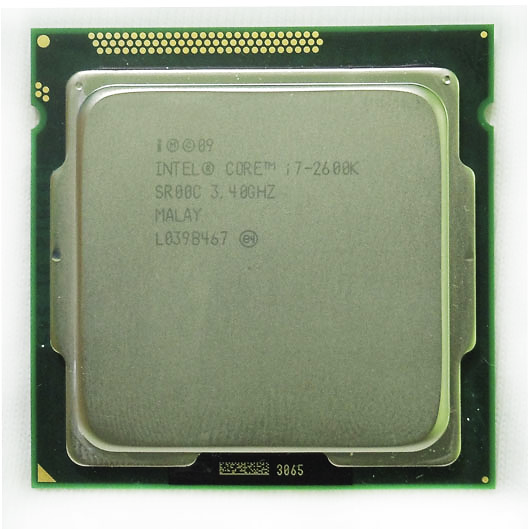 i Ⓜ©09
INTEL® CORE™ i7-2600K
SR00C 3.40GHZ
MALAY
L039B467 ⓔ4
3065